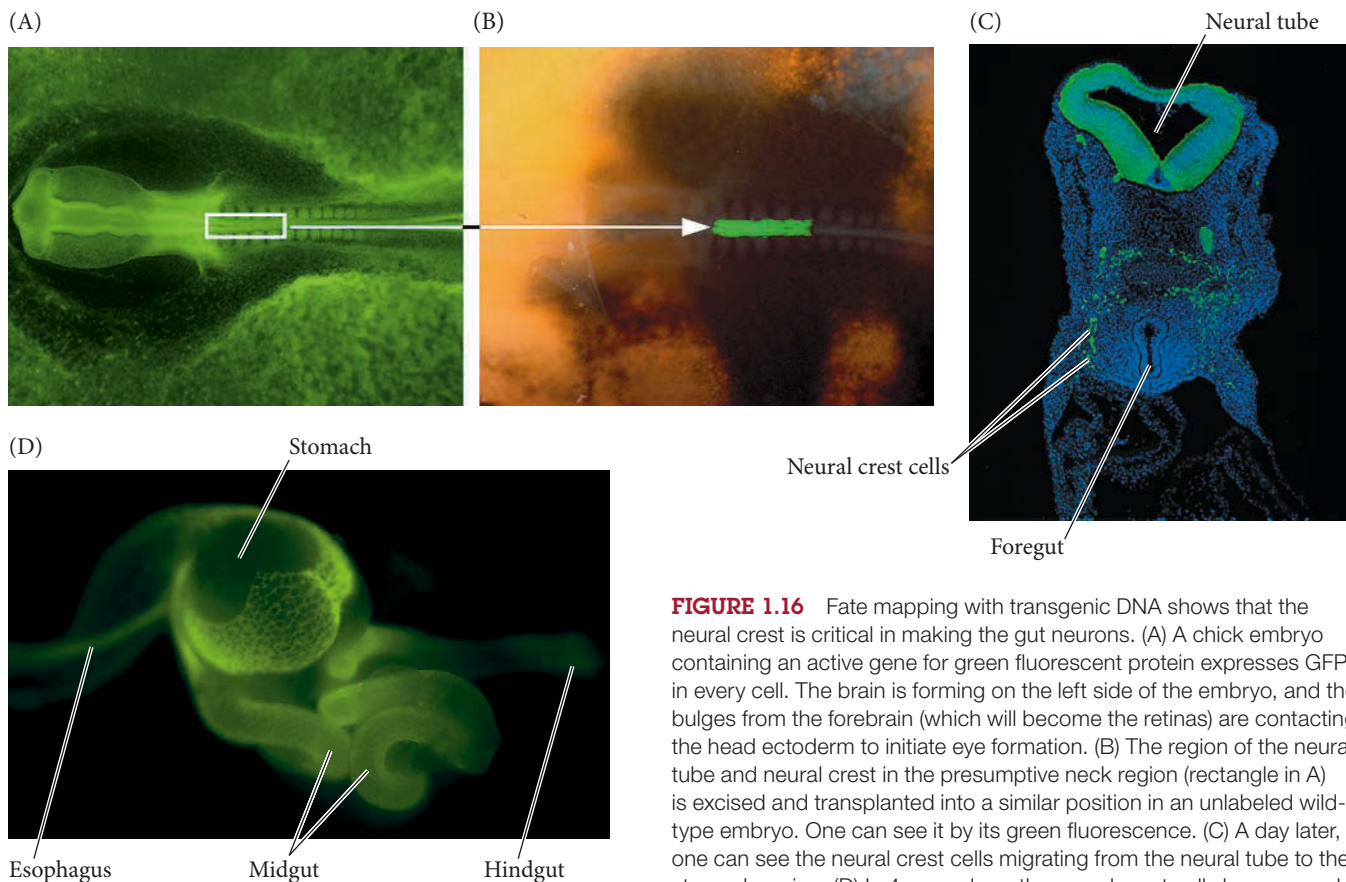 (A)
(B)
(C)
Neural tube
Neural crest cells
Foregut
(D)
Stomach
Esophagus
Midgut
Hindgut
FIGURE 1.16 Fate mapping with transgenic DNA shows that the
neural crest is critical in making the gut neurons. (A) A chick embryo
containing an active gene for green fluorescent protein expresses GFP
in every cell. The brain is forming on the left side of the embryo, and the
bulges from the forebrain (which will become the retinas) are contacting
the head ectoderm to initiate eye formation. (B) The region of the neura
tube and neural crest in the presumptive neck region (rectangle in A)
is excised and transplanted into a similar position in an unlabeled wild-
type embryo. One can see it by its green fluorescence. (C) A day later,
one can see the neural crest cells migrating from the neural tube to the